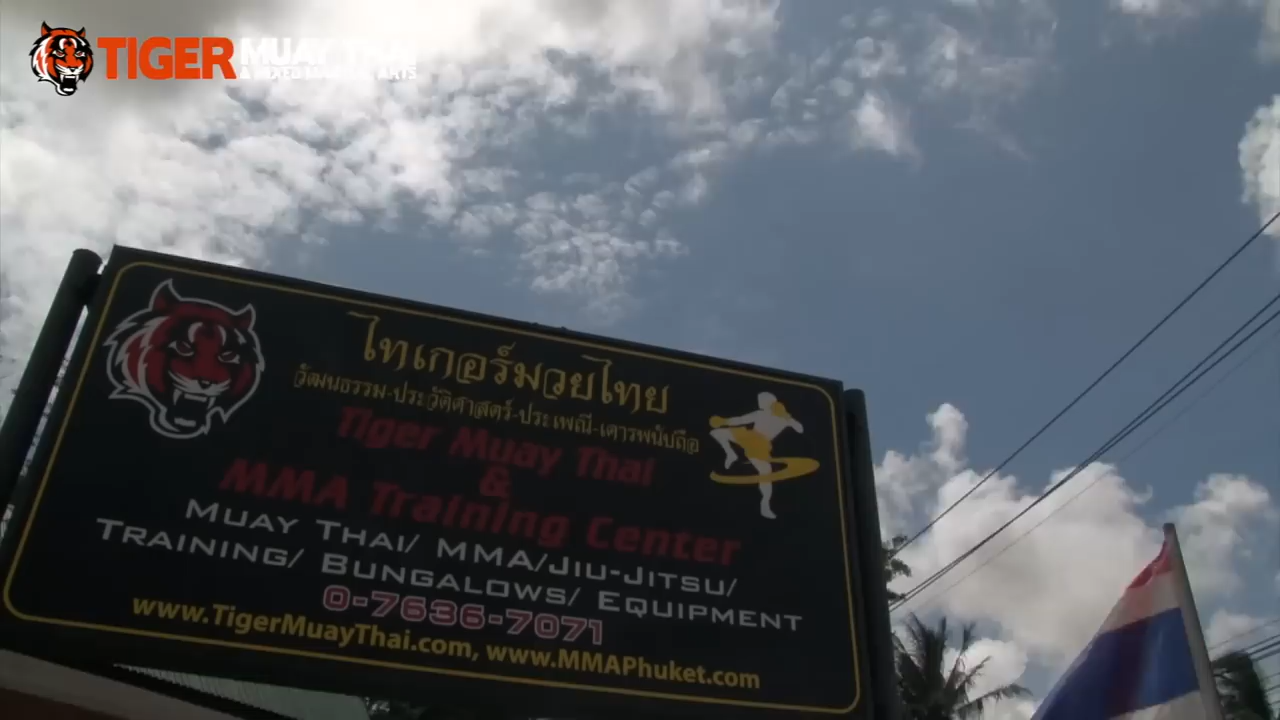 TIGER MUAY THAI
& MIXED MARTIAL ARTS
ไทเกอร์มวยไทย
วัฒนธรรม-ประวัติศาสตร์-ประเพณี-เคารพนับถือ
Tiger Muay Thai
&
MMA Training Center
MUAY THAI/ MMA/JIU-JITSU/
TRAINING/ BUNGALOWS/ EQUIPMENT
0-7636-7071
www.TigerMuayThai.com, www.MMAPhuket.com